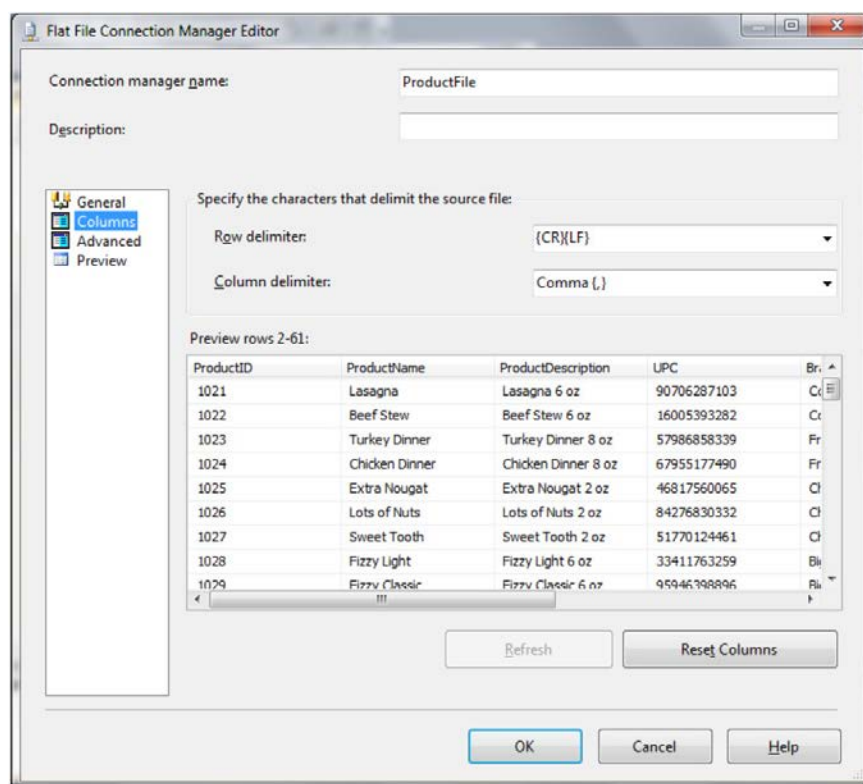 Flat File Connection Manager Editor
Connection manager name: ProductFile
Description:
General
Columns
Advanced
Preview
Specify the characters that delimit the source file:
Row delimiter: {CR}{LF}
Column delimiter: Comma {,}
Preview rows 2-61:
ProductID ProductName ProductDescription UPC
1021 Lasagna Lasagna 6 oz 90706287103
1022 Beef Stew Beef Stew 6 oz 16005393282
1023 Turkey Dinner Turkey Dinner 8 oz 57986858339 Fr
1024 Chicken Dinner Chicken Dinner 8 oz 67955177490 Fr
1025 Extra Nougat Extra Nougat 2 oz 46817560065
1026 Lots of Nuts Lots of Nuts 2 oz 84276830332
1027 Sweet Tooth Sweet Tooth 2 oz 51770124461
1028 Fizzy Light Fizzy Light 6 oz 33411763259
1029 Fizzy Classic Fizzy Classic 6 oz 95946398896
Refresh Reset Columns
OK Cancel Help